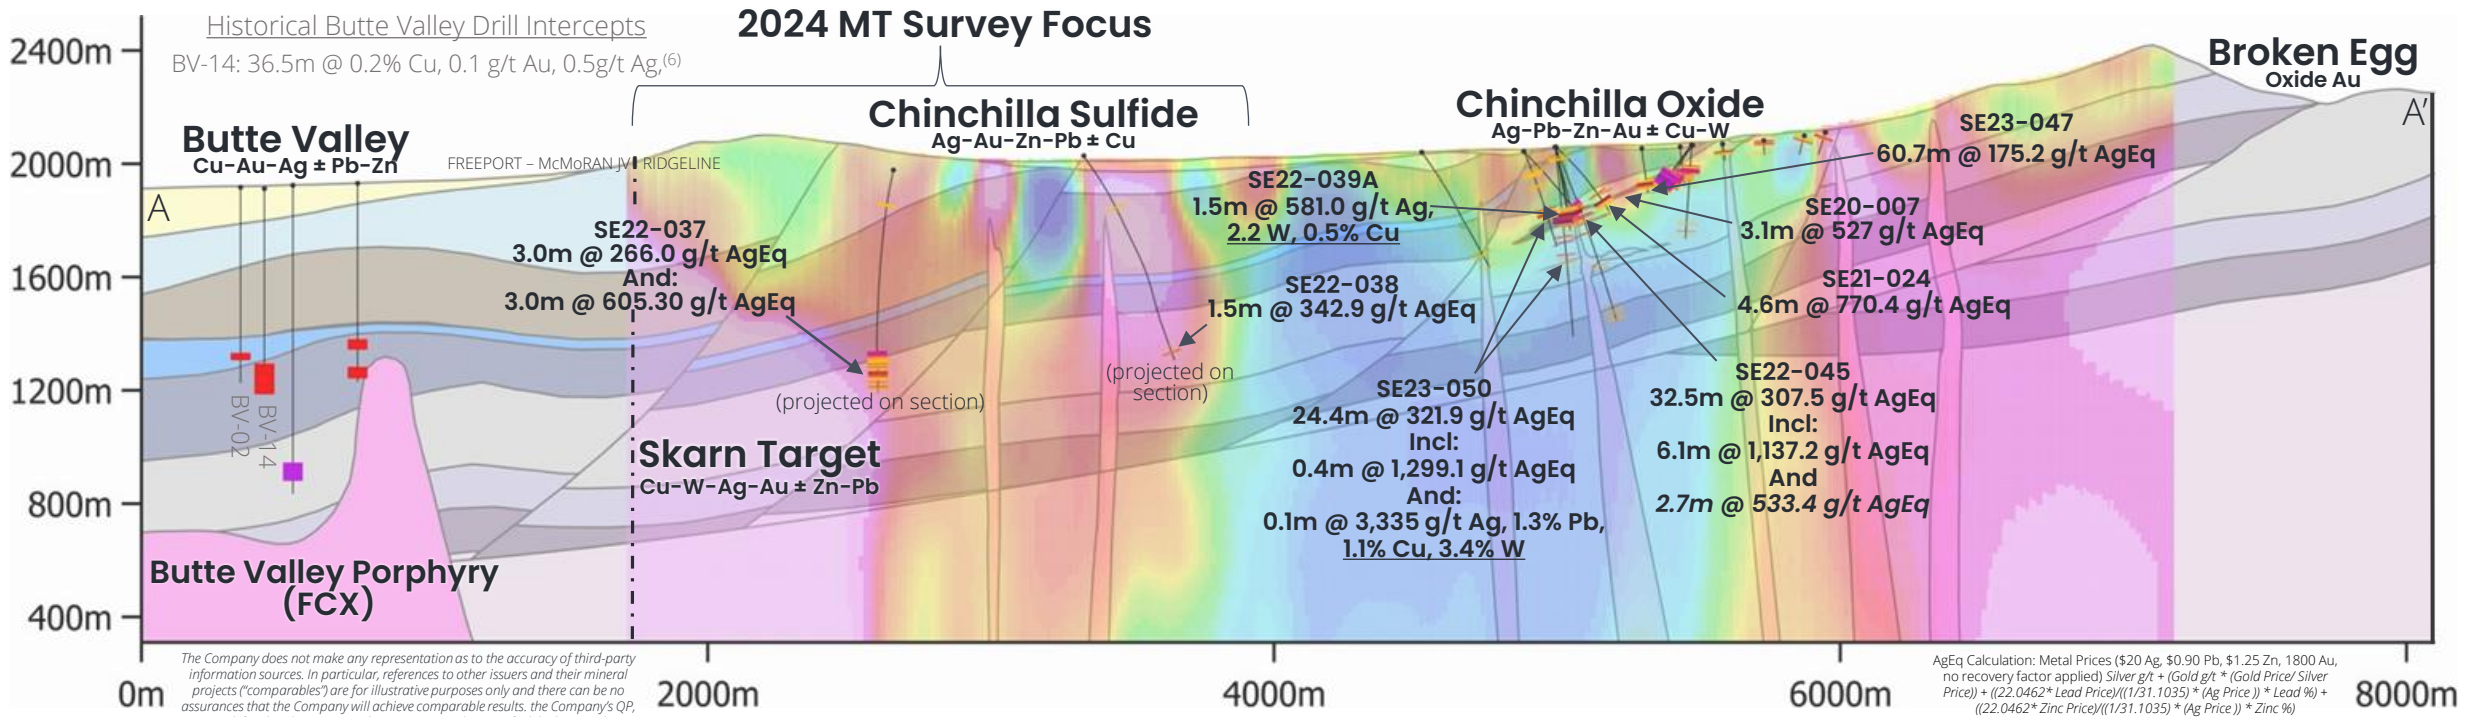 Historical Butte Valley Drill Intercepts
BV-14: 36.5m @ 0.2% Cu, 0.1 g/t Au, 0.5g/t Ag,(6)
2024 MT Survey Focus
Broken Egg
Oxide Au
Butte Valley
Cu-Au-Ag ± Pb-Zn
FREEPORT – McMoRAN JV
RIDGELINE
Chinchilla Sulfide
Ag-Au-Zn-Pb ± Cu
Chinchilla Oxide
Ag-Pb-Zn-Au ± Cu-W
A
A'
2400m
2000m
1600m
1200m
800m
400m
SE22-037
3.0m @ 266.0 g/t AgEq
And:
3.0m @ 605.30 g/t AgEq
(projected on section)
SE22-039A
1.5m @ 581.0 g/t Ag,
2.2 W, 0.5% Cu
SE22-038
1.5m @ 342.9 g/t AgEq
(projected on
section)
SE23-047
60.7m @ 175.2 g/t AgEq
SE20-007
3.1m @ 527 g/t AgEq
SE21-024
4.6m @ 770.4 g/t AgEq
SE23-050
24.4m @ 321.9 g/t AgEq
Incl:
0.4m @ 1,299.1 g/t AgEq
And:
0.1m @ 3,335 g/t Ag, 1.3% Pb,
1.1% Cu, 3.4% W
SE22-045
32.5m @ 307.5 g/t AgEq
Incl:
6.1m @ 1,137.2 g/t AgEq
And
2.7m @ 533.4 g/t AgEq
BV-02
BV-14
Skarn Target
Cu-W-Ag-Au ± Zn-Pb
Butte Valley Porphyry
(FCX)
0m
2000m
4000m
6000m
8000m
The Company does not make any representation as to the accuracy of third-party
information sources. In particular, references to other issuers and their mineral
projects ("comparables") are for illustrative purposes only and there can be no
assurances that the Company will achieve comparable results. the Company's QP,
AgEq Calculation: Metal Prices ($20 Ag, $0.90 Pb, $1.25 Zn, 1800 Au,
no recovery factor applied) Silver g/t + (Gold g/t * (Gold Price/ Silver
Price)) + ((22.0462* Lead Price)/((1/31.1035) * (Ag Price )) * Lead %) +
((22.0462* Zinc Price)/((1/31.1035) * (Ag Price )) * Zinc %)